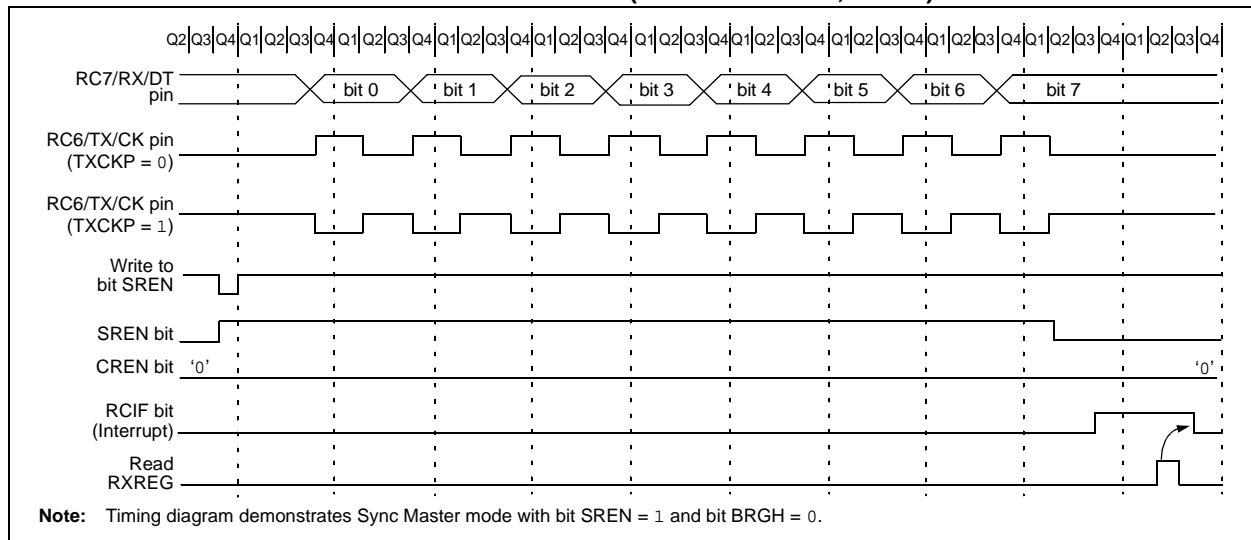 Q2 Q3 Q4 Q1 Q2 Q3 Q4 Q1 Q2 Q3 Q4 Q1 Q2 Q3 Q4 Q1 Q2 Q3 Q4 Q1 Q2 Q3 Q4 Q1 Q2 Q3 Q4 Q1 Q2 Q3 Q4 Q1 Q2 Q3 Q4 Q1 Q2 Q3 Q4 Q1 Q2 Q3 Q4
RC7/RX/DT
pin
bit 0 bit 1 bit 2 bit 3 bit 4 bit 5 bit 6 bit 7
RC6/TX/CK pin
(TXCKP = 0)
RC6/TX/CK pin
(TXCKP = 1)
Write to
bit SREN
SREN bit
CREN bit ‘0’ ‘0’
RCIF bit
(Interrupt)
Read
RXREG
Note: Timing diagram demonstrates Sync Master mode with bit SREN = 1 and bit BRGH = 0.